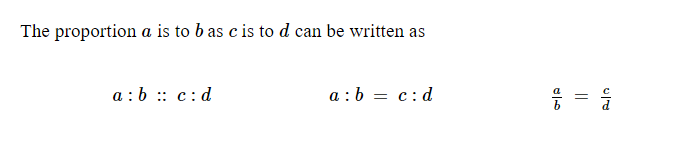 The proportion a is to b as c is to d can be written as
a : b :: c : d a : b = c : d a/b = c/d